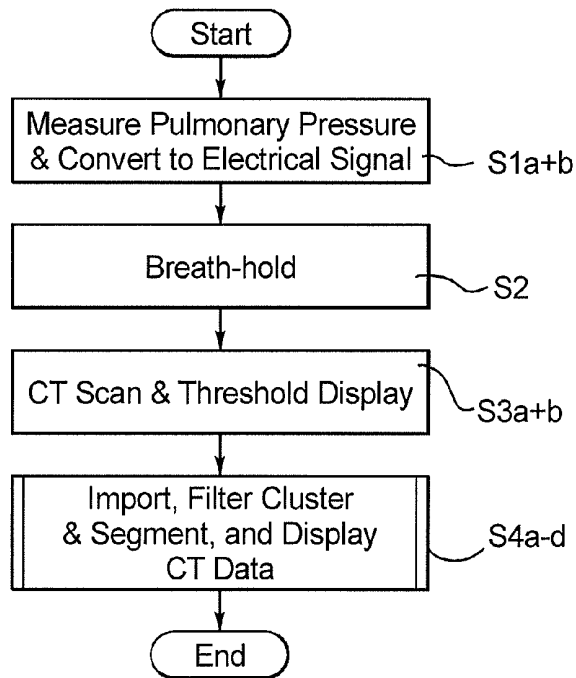 Start
Measure Pulmonary Pressure
& Convert to Electrical Signal
S1a+b
Breath-hold
S2
CT Scan & Threshold Display
S3a+b
Import, Filter Cluster
& Segment, and Display
CT Data
S4a-d
End